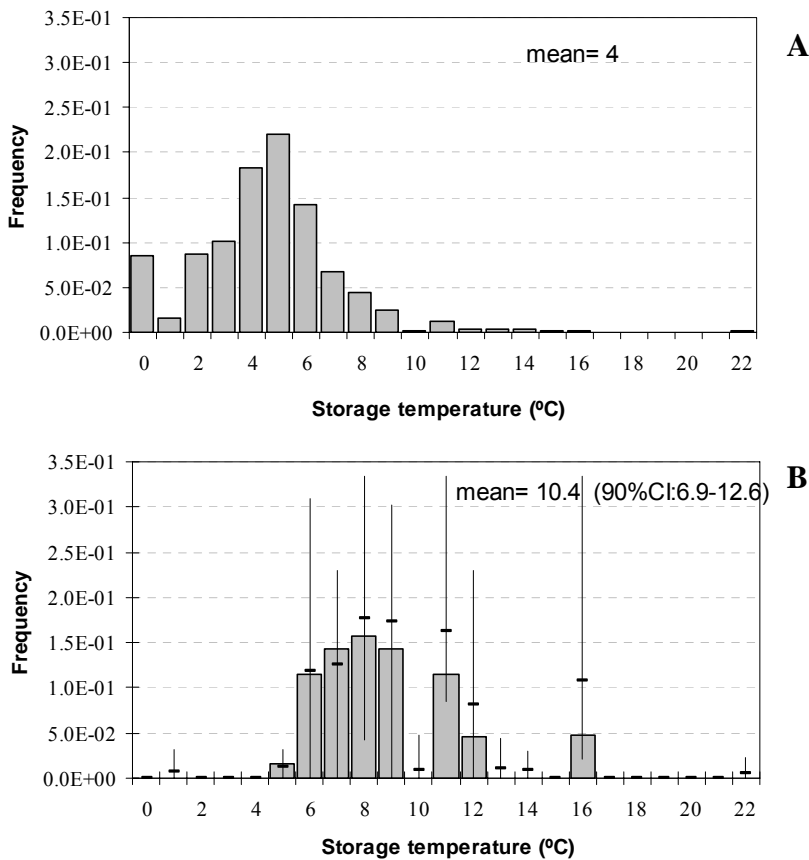 A
mean= 4
Frequency
3.5E-01
3.0E-01
2.5E-01
2.0E-01
1.5E-01
1.0E-01
5.0E-02
0.0E+00
0 2 4 6 8 10 12 14 16 18 20 22
Storage temperature (ºC)
B
mean= 10.4 (90%CI:6.9-12.6)
Frequency
3.5E-01
3.0E-01
2.5E-01
2.0E-01
1.5E-01
1.0E-01
5.0E-02
0.0E+00
0 2 4 6 8 10 12 14 16 18 20 22
Storage temperature (ºC)